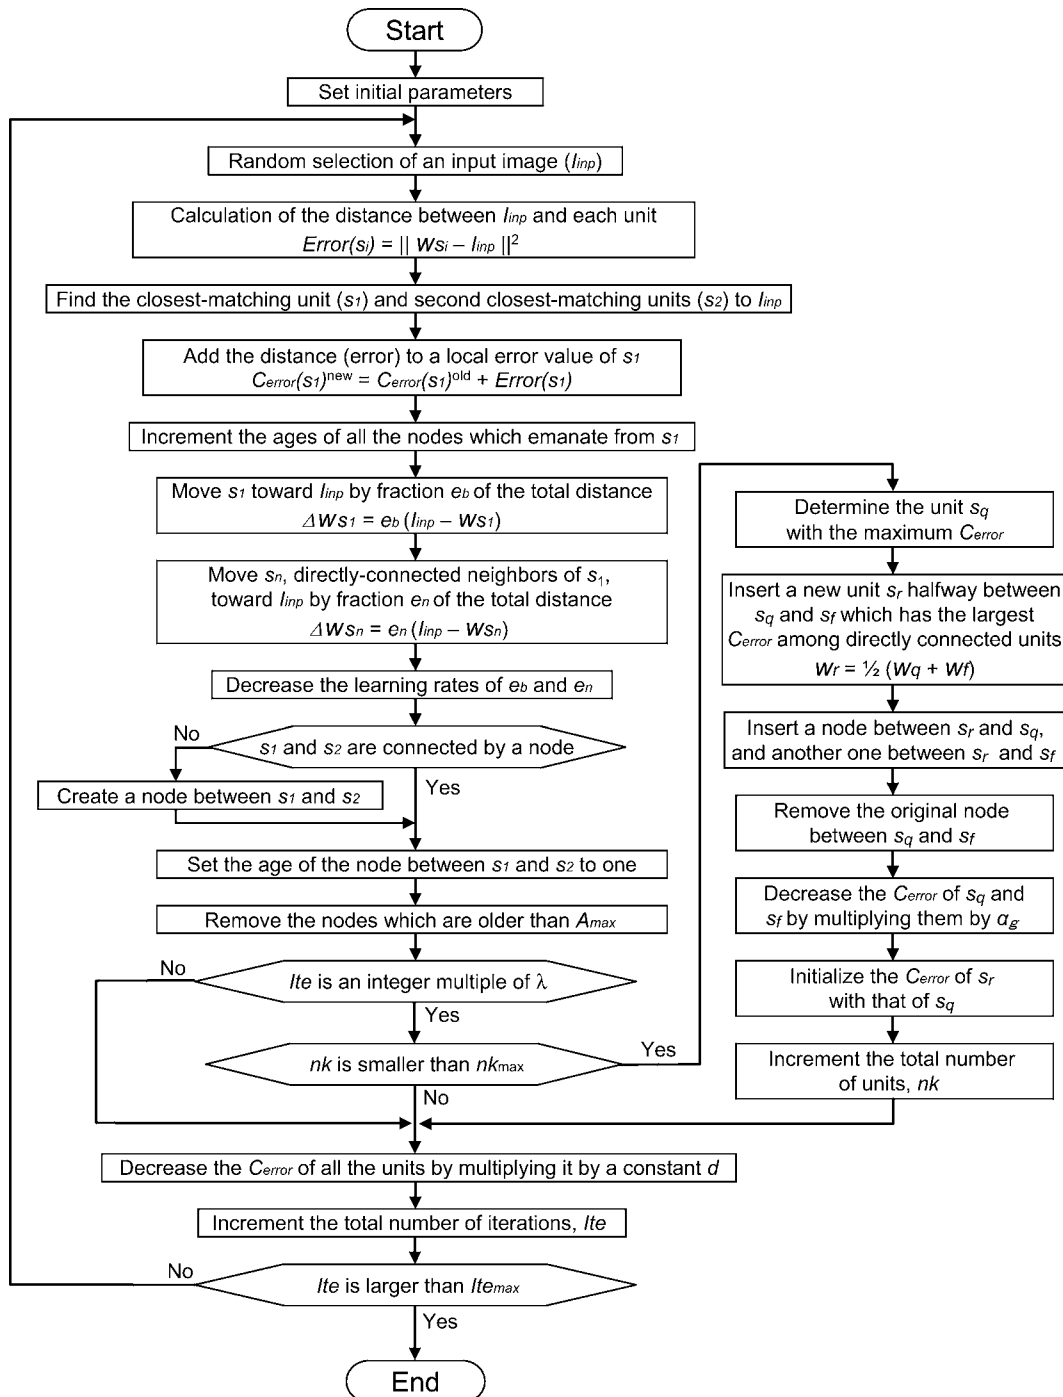 Start
Set initial parameters
Random selection of an input image (Iinp)
Calculation of the distance between Iinp and each unit
Error(si) = || Wsi – Iinp ||²
Find the closest-matching unit (s1) and second closest-matching units (s2) to Iinp
Add the distance (error) to a local error value of s1
Cerror(s1)new = Cerror(s1)old + Error(s1)
Increment the ages of all the nodes which emanate from s1
Move s1 toward Iinp by fraction eb of the total distance
ΔWs1 = eb (Iinp – Ws1)
Move sn, directly-connected neighbors of s1,
toward Iinp by fraction en of the total distance
ΔWsn = en (Iinp – Wsn)
Decrease the learning rates of eb and en
No
s1 and s2 are connected by a node
Yes
Create a node between s1 and s2
Set the age of the node between s1 and s2 to one
Remove the nodes which are older than Amax
No
Ite is an integer multiple of λ
Yes
nk is smaller than nkmax
Yes
No
Determine the unit sq
with the maximum Cerror
Insert a new unit sr halfway between
sq and sf which has the largest
Cerror among directly connected
units
Wr = ½ (Wq + Wf)
Insert a node between sr and sq,
and another one between sr and sf
Remove the original node
between sq and sf
Decrease the Cerror of sq and
sf by multiplying them by αg
Initialize the Cerror of sr
with that of sq
Increment the total number
of units, nk
Decrease the Cerror of all the units by multiplying it by a constant d
Increment the total number of iterations, Ite
No
Ite is larger than Itemax
Yes
End